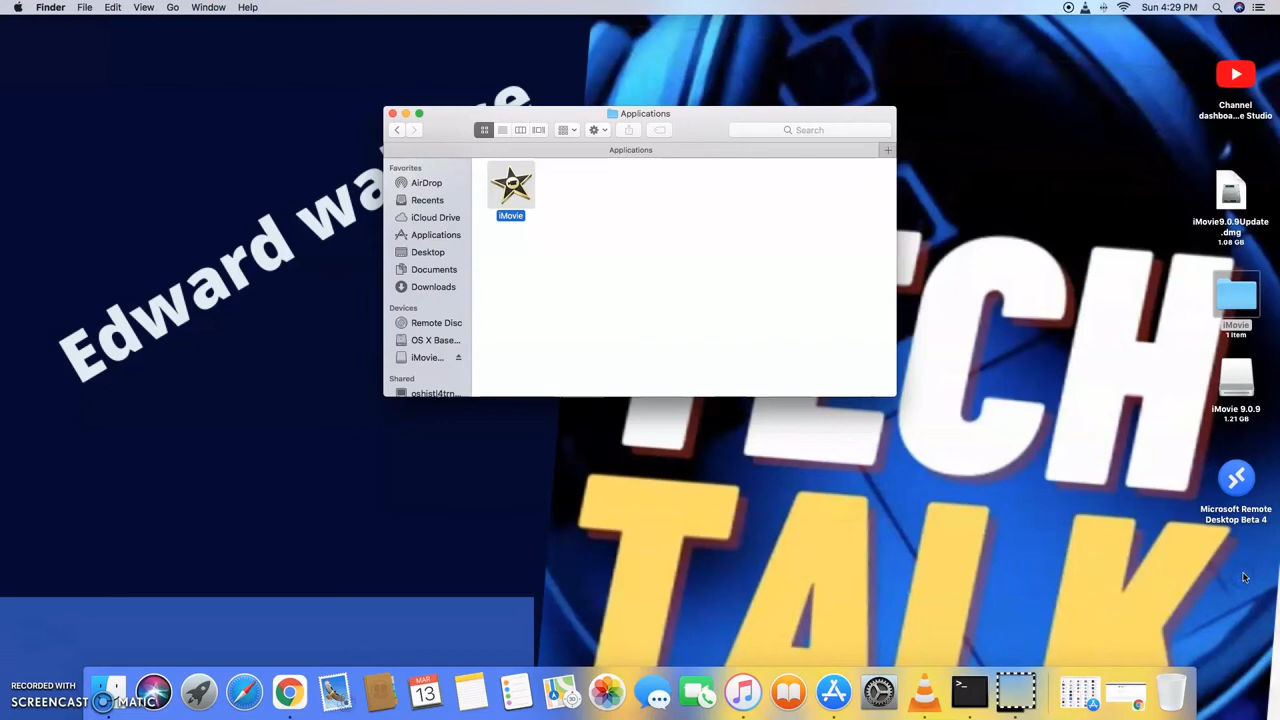 Finder File Edit View Go Window Help
Sun 4:29 PM
Applications
Search
Applications
Favorites
AirDrop
Recents
iCloud Drive
Applications
Desktop
Documents
Downloads
Devices
Remote Disc
OS X Base...
iMovie...
Shared
oshistl4trn...
iMovie
Channel
dashboa...e Studio
iMovie9.0.9Update
.dmg
1.08 GB
iMovie
1 item
iMovie 9.0.9
1.21 GB
Microsoft Remote
Desktop Beta 4
Edward wa
e
TECH
TALK
MAR
13
RECORDED WITH
SCREENCAST MATIC